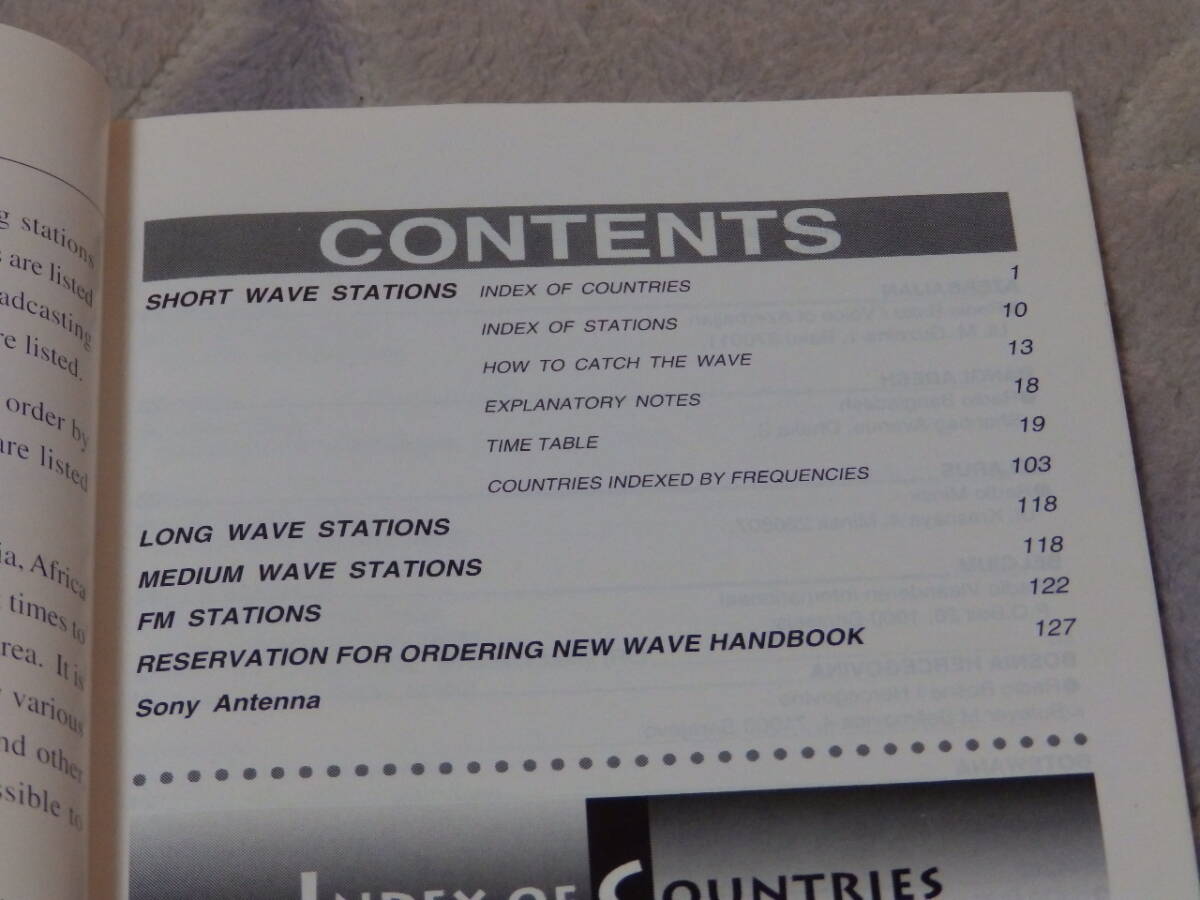 g stations
s are listed
adcasting
re listed.
order by
are listed
ia, Africa
times to
rea. It is
various
nd other
ssible to
CONTENTS
SHORT WAVE STATIONS INDEX OF COUNTRIES 1
INDEX OF STATIONS 10
HOW TO CATCH THE WAVE 13
EXPLANATORY NOTES 18
TIME TABLE 19
COUNTRIES INDEXED BY FREQUENCIES 103
LONG WAVE STATIONS 118
MEDIUM WAVE STATIONS 118
FM STATIONS 122
RESERVATION FOR ORDERING NEW WAVE HANDBOOK 127
Sony Antenna
INDEX OF COUNTRIES